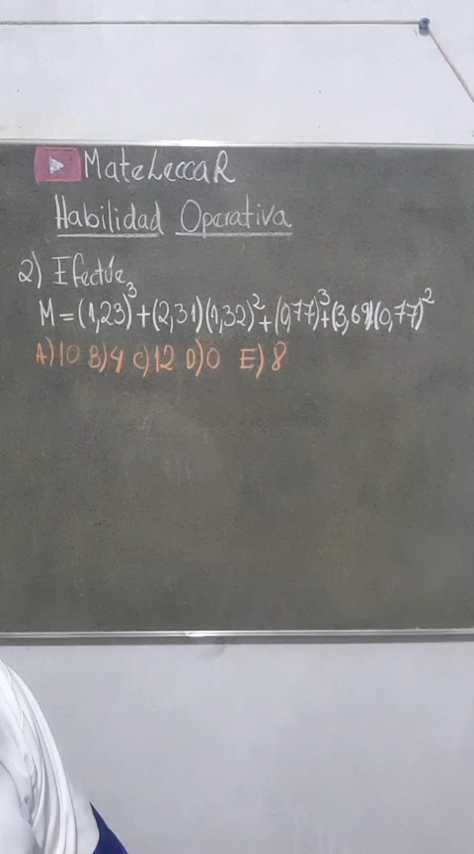 MateLeccaR
Habilidad Operativa
2) Efectúe
M=(1,23)³+(2,31)(1,32)²+(0,77)³+(3,69)(0,77)²
A)10 B)4 C)12 D)0 E)8